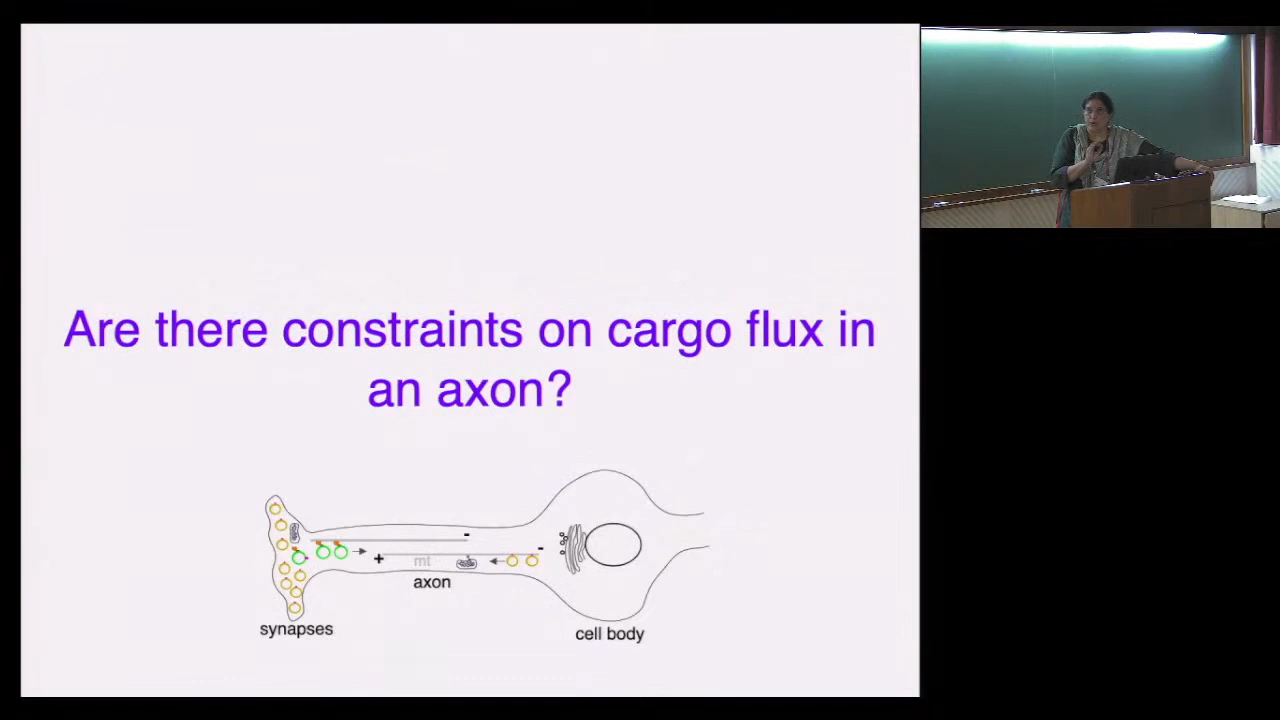 Are there constraints on cargo flux in
an axon?
-
-
+
mt
axon
synapses
cell body